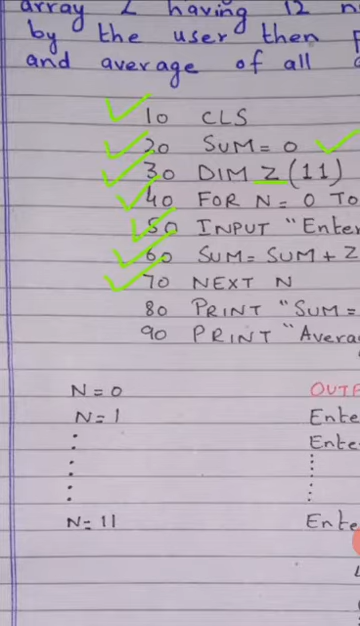 array Z having 12
by the user then
and average of all
10 CLS
20 SUM=0
30 DIM Z(11)
40 FOR N=0 TO
50 INPUT "Enter
60 SUM=SUM+Z
70 NEXT N
80 PRINT "SUM=
90 PRINT "Avera
N=0 OUTP
N=1 Ente
: Ente
:
:
:
N=11 Ente